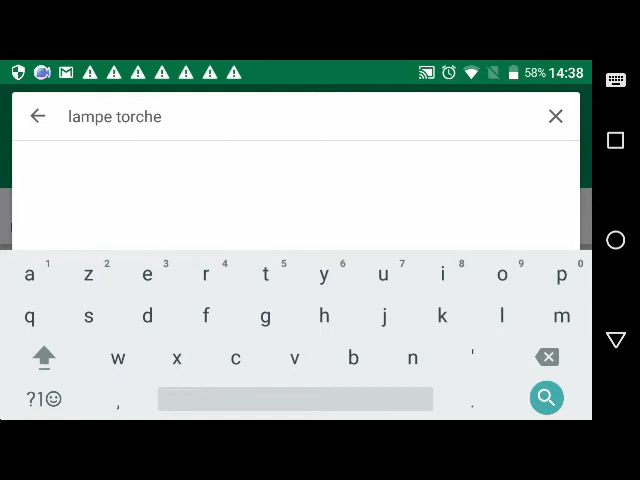 58% 14:38
lampe torche
a 1 z 2 e 3 r 4 t 5 y 6 u 7 i 8 o 9 p 0
q s d f g h j k l m
w x c v b n '
?1☺ , .